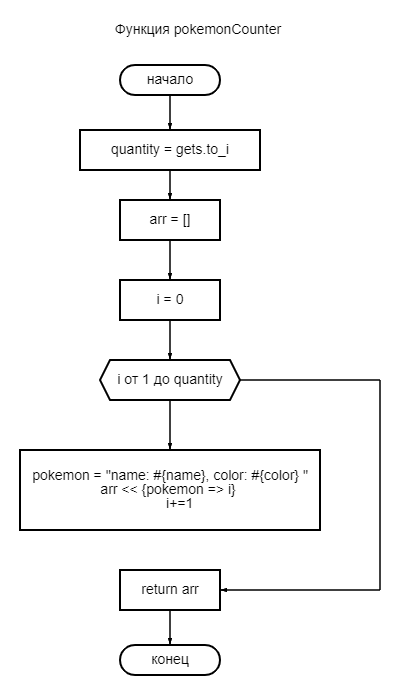 Функция pokemonCounter
начало
quantity = gets.to_i
arr = []
i = 0
i от 1 до quantity
pokemon = "name: #{name}, color: #{color} "
arr << {pokemon => i}
i+=1
return arr
конец